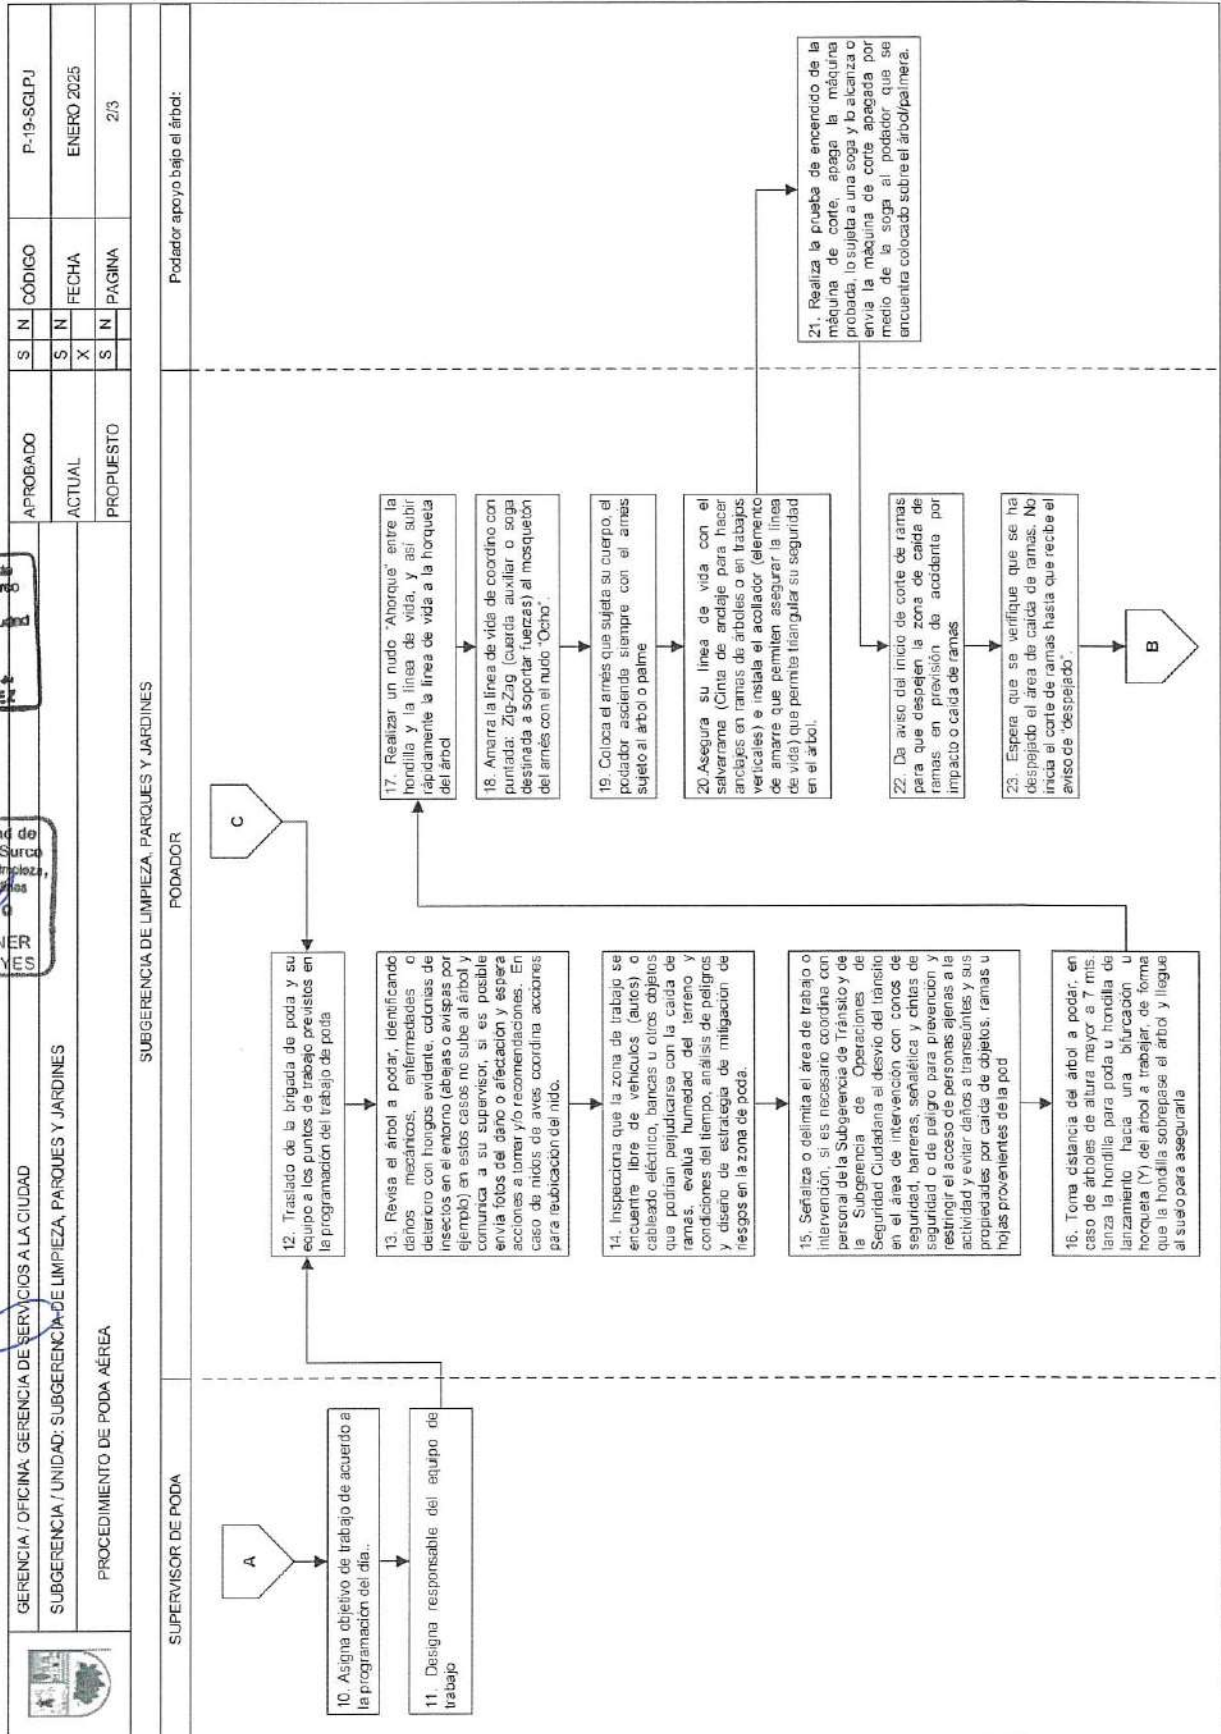 GERENCIA / OFICINA: GERENCIA DE SERVICIOS A LA CIUDAD
SUBGERENCIA / UNIDAD: SUBGERENCIA DE LIMPIEZA, PARQUES Y JARDINES
PROCEDIMIENTO DE PODA AÉREA
nd de
Surco
NER
YES
APROBADO
S N
CÓDIGO
P-19-SGLPJ
ACTUAL
S N
X
FECHA
ENERO 2025
PROPUESTO
S N
PAGINA
2/3
SUBGERENCIA DE LIMPIEZA, PARQUES Y JARDINES
SUPERVISOR DE PODA
PODADOR
Podador apoyo bajo el árbol:
A
10. Asigna objetivo de trabajo de acuerdo a
la programación del día..
11. Designa responsable del equipo de
trabajo
C
12. Traslado de la brigada de poda y su
equipo a los puntos de trabajo previstos en
la programación del trabajo de poda
13. Revisa el árbol a podar, identificando
daños mecánicos, enfermedades o
deterioro con hongos evidente, colonias de
insectos en el entorno (abejas o avispas por
ejemplo) en estos casos no sube al árbol y
comunica a su supervisor, si es posible
envía fotos del daño o afectación y espera
acciones a tomar y/o recomendaciones. En
caso de nidos de aves coordina acciones
para reubicación del nido.
14. Inspecciona que la zona de trabajo se
encuentre libre de vehículos (autos) o
cableado eléctrico, bancas u otros objetos
que podrían perjudicarse con la caída de
ramas, evalúa humedad del terreno y
condiciones del tiempo, análisis de peligros
y diseño de estrategia de mitigación de
riesgos en la zona de poda.
15. Señaliza o delimita el área de trabajo o
intervención, si es necesario coordina con
personal de la Subgerencia de Tránsito y de
la Subgerencia de Operaciones de
Seguridad Ciudadana el desvío del tránsito
en el área de intervención con conos de
seguridad, barreras, señalética y cintas de
seguridad o de peligro para prevención y
restringir el acceso de personas ajenas a la
actividad y evitar daños a transeúntes y sus
propiedades por caída de objetos, ramas u
hojas provenientes de la pod
16. Toma distancia del árbol a podar, en
caso de árboles de altura mayor a 7 mts.
lanza la hondilla para poda u hondilla de
lanzamiento hacia una bifurcación u
horqueta (Y) del árbol a trabajar, de forma
que la hondilla sobrepase el árbol y llegue
al suelo para asegurarla
17. Realizar un nudo "Ahorque" entre la
hondilla y la línea de vida, y así subir
rápidamente la línea de vida a la horqueta
del árbol
18. Amarra la línea de vida de coordino con
puntada: Zig-Zag (cuerda auxiliar o soga
destinada a soportar fuerzas) al mosquetón
del arnés con el nudo "Ocho".
19. Coloca el arnés que sujeta su cuerpo, el
podador asciende siempre con el arnés
sujeto al árbol o palme
20.Asegura su línea de vida con el
salvarrama (Cinta de anclaje para hacer
anclajes en ramas de árboles o en trabajos
verticales) e instala el acollador (elemento
de amarre que permiten asegurar la línea
de vida) que permite triangular su seguridad
en el árbol.
21. Realiza la prueba de encendido de la
máquina de corte, apaga la máquina
probada, lo sujeta a una soga y lo alcanza o
envía la máquina de corte apagada por
medio de la soga al podador que se
encuentra colocado sobre el árbol/palmera.
22. Da aviso del inicio de corte de ramas
para que despejen la zona de caída de
ramas en previsión de accidente por
impacto o caída de ramas
23. Espera que se verifique que se ha
despejado el área de caída de ramas. No
inicia el corte de ramas hasta que recibe el
aviso de "despejado".
B